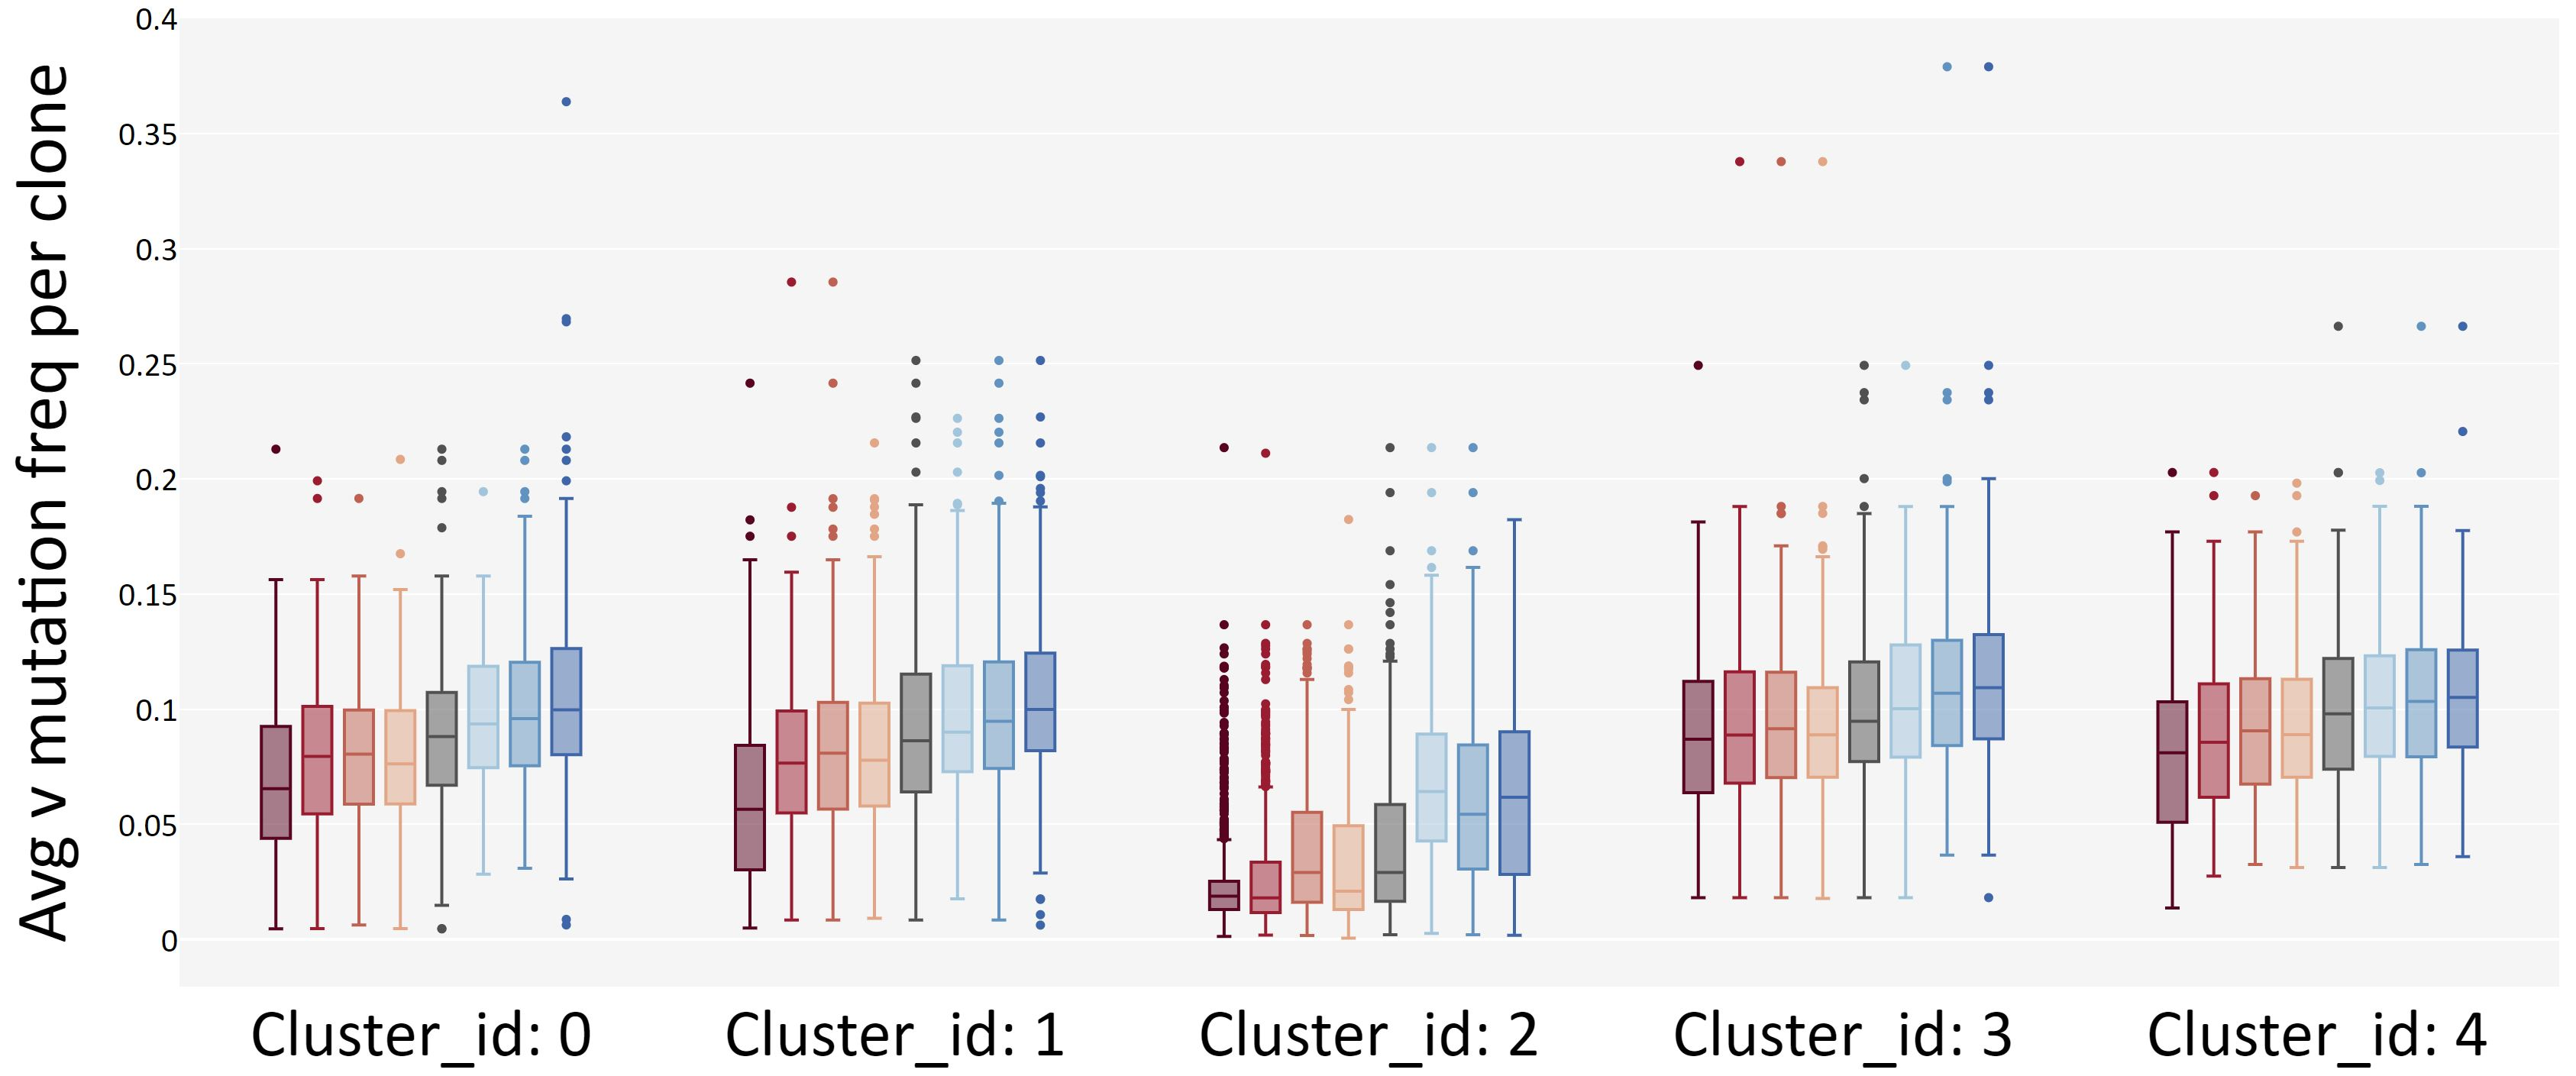 Avg v mutation freq per clone
0.4
0.35
0.3
0.25
0.2
0.15
0.1
0.05
0
Cluster_id: 0
Cluster_id: 1
Cluster_id: 2
Cluster_id: 3
Cluster_id: 4